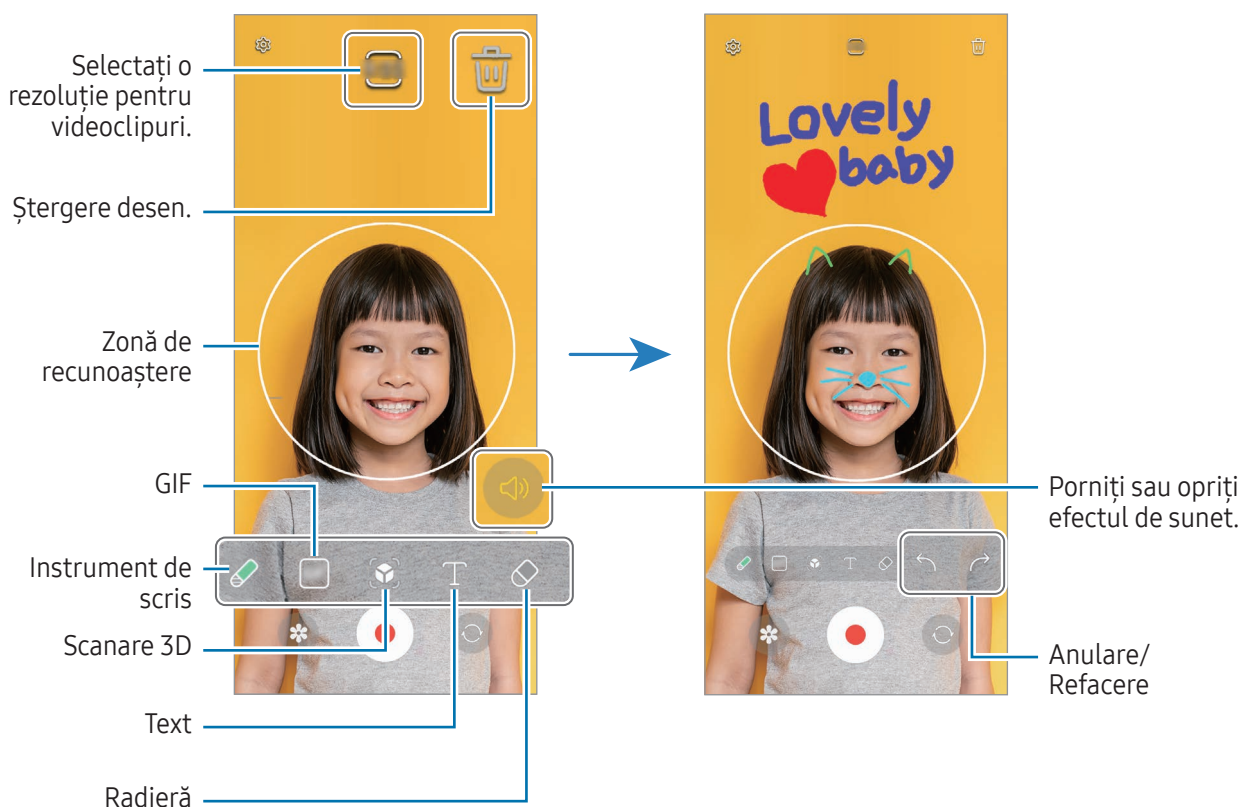 Selectați o
rezoluție pentru
videoclipuri.
Ștergere desen.
Zonă de
recunoaștere
GIF
Instrument de
scris
Scanare 3D
Text
Radieră
T
Lovely
baby
T
Porniți sau opriți
efectul de sunet.
Anulare/
Refacere